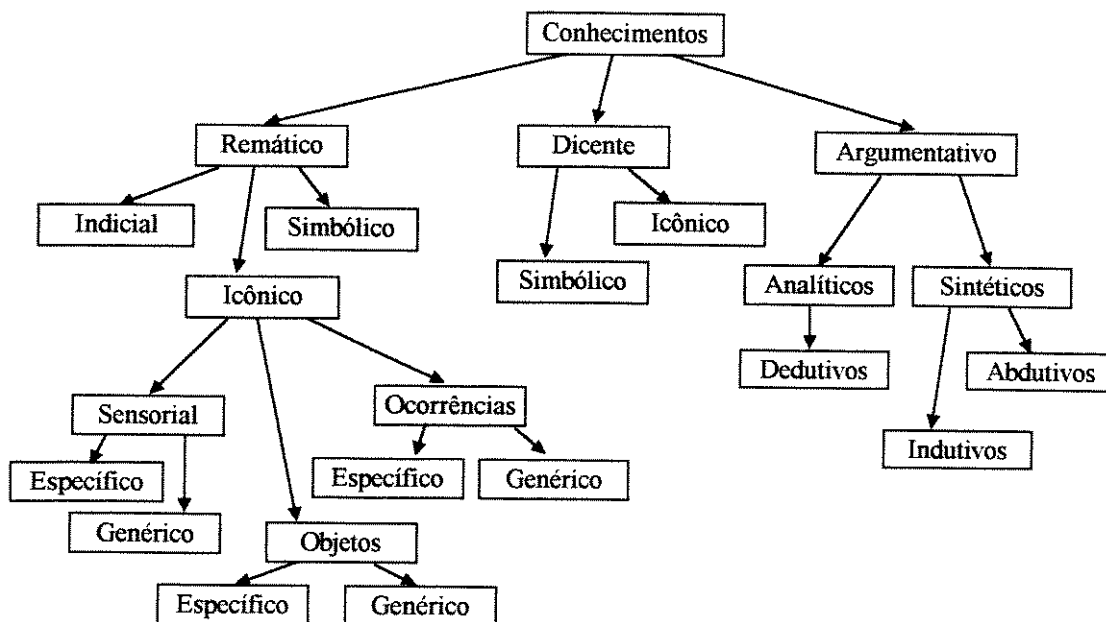 Conhecimentos
Remático
Dicente
Argumentativo
Indicial
Simbólico
Icônico
Simbólico
Icônico
Analíticos
Sintéticos
Dedutivos
Abdutivos
Indutivos
Sensorial
Ocorrências
Específico
Genérico
Específico
Genérico
Objetos
Específico
Genérico